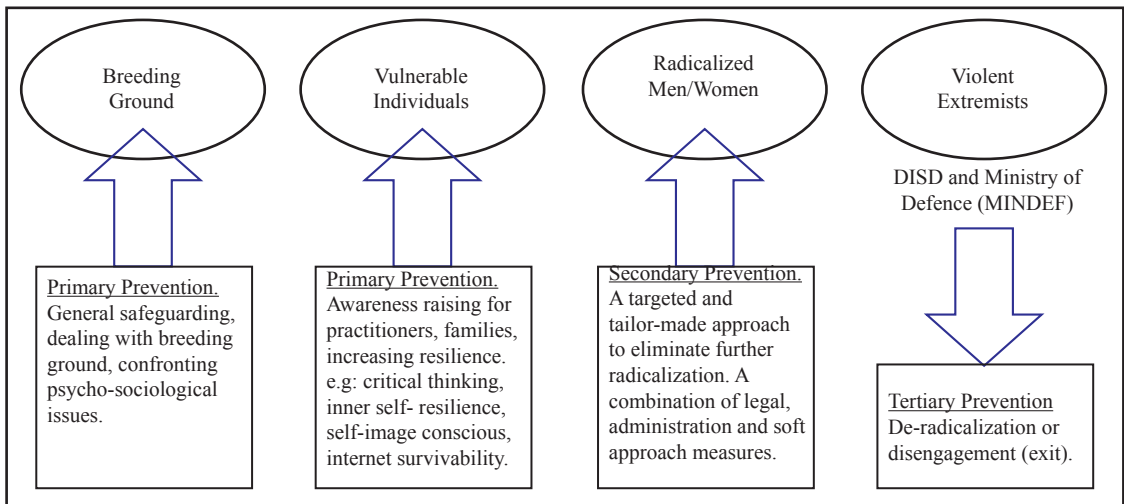 Breeding
Ground
Vulnerable
Individuals
Radicalized
Men/Women
Violent
Extremists
DISD and Ministry of
Defence (MINDEF)
Primary Prevention.
General safeguarding,
dealing with breeding
ground, confronting
psycho-sociological
issues.
Primary Prevention.
Awareness raising for
practitioners, families,
increasing resilience.
e.g: critical thinking,
inner self- resilience,
self-image conscious,
internet survivability.
Secondary Prevention.
A targeted and
tailor-made approach
to eliminate further
radicalization. A
combination of legal,
administration and soft
approach measures.
Tertiary Prevention
De-radicalization or
disengagement (exit).